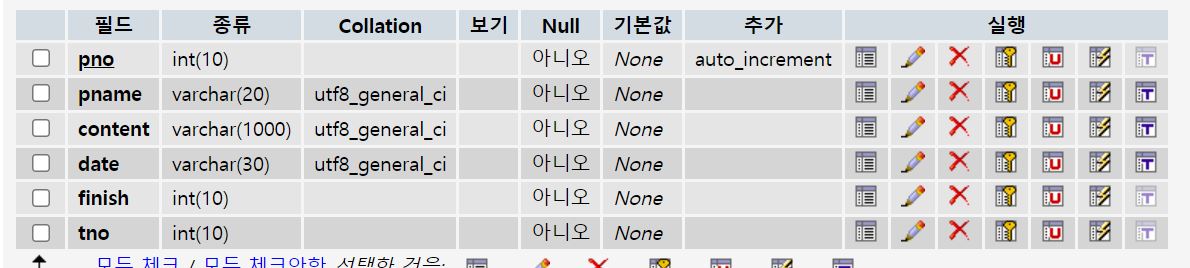 필드 종류 Collation 보기 Null 기본값 추가 실행
pno int(10) 아니오 None auto_increment
pname varchar(20) utf8_general_ci 아니오 None
content varchar(1000) utf8_general_ci 아니오 None
date varchar(30) utf8_general_ci 아니오 None
finish int(10) 아니오 None
tno int(10) 아니오 None
모두 체크 / 모두 체크안함 선택한 것을: